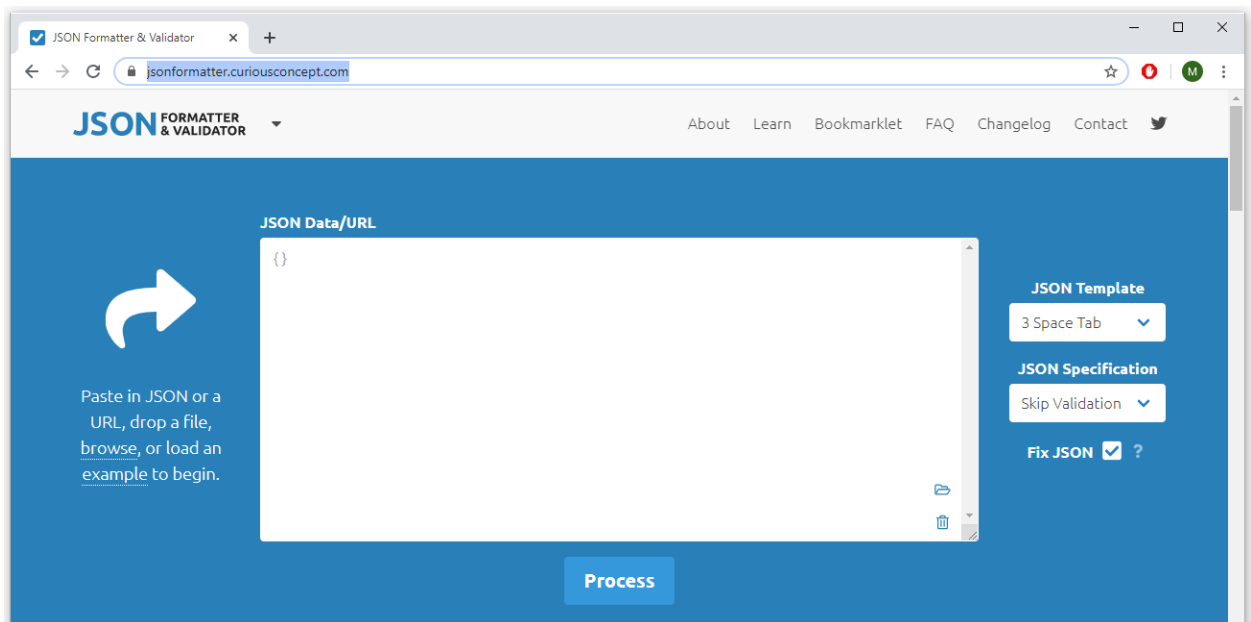 JSON Formatter & Validator
jsonformatter.curiousconcept.com
M
JSON FORMATTER
& VALIDATOR
About Learn Bookmarklet FAQ Changelog Contact
JSON Data/URL
{}
Paste in JSON or a
URL, drop a file,
browse, or load an
example to begin.
JSON Template
3 Space Tab
JSON Specification
Skip Validation
Fix JSON ?
Process